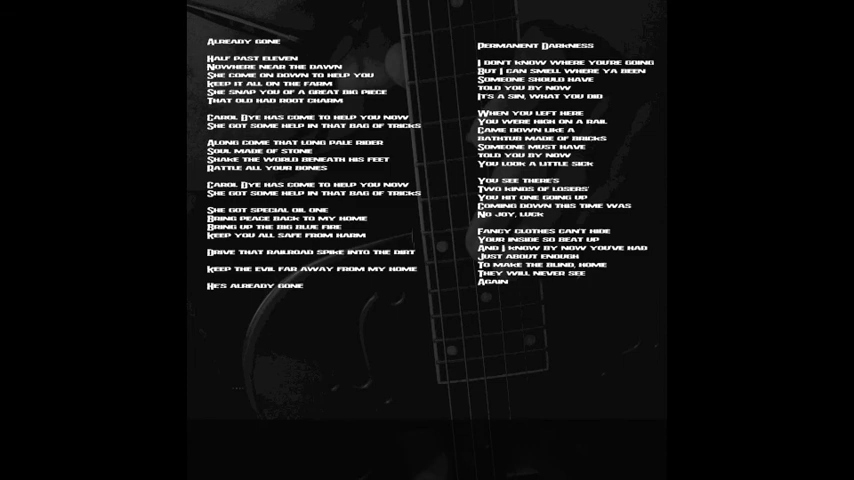 Already gone
Half past eleven
Nowhere near the dawn
She come on down to help you
Keep it all on the farm
She snap you of a great big piece
That old had root charm
Carol Dye has come to help you now
She got some help in that bag of tricks
Along come that long pale rider
Soul made of stone
Shake the world beneath his feet
Rattle all your bones
Carol Dye has come to help you now
She got some help in that bag of tricks
She got special oil one
Bring peace back to my home
Bring up the big blue fire
Keep you all safe from harm
Drive that railroad spike into the dirt
Keep the evil far away from my home
He's already gone
Permanent Darkness
I don't know where you're going
But I can smell where ya been
Someone should have
told you by now
It's a sin, what you did
When you left here
You were high on a rail
Came down like a
bathtub made of bricks
Someone must have
told you by now
You look a little sick
You see there's
Two kinds of losers'
You hit one going up
Coming down this time was
No joy, luck
Fancy clothes can't hide
Your inside so beat up
And I know by now you've had
Just about enough
To make the blind, home
They will never see
Again